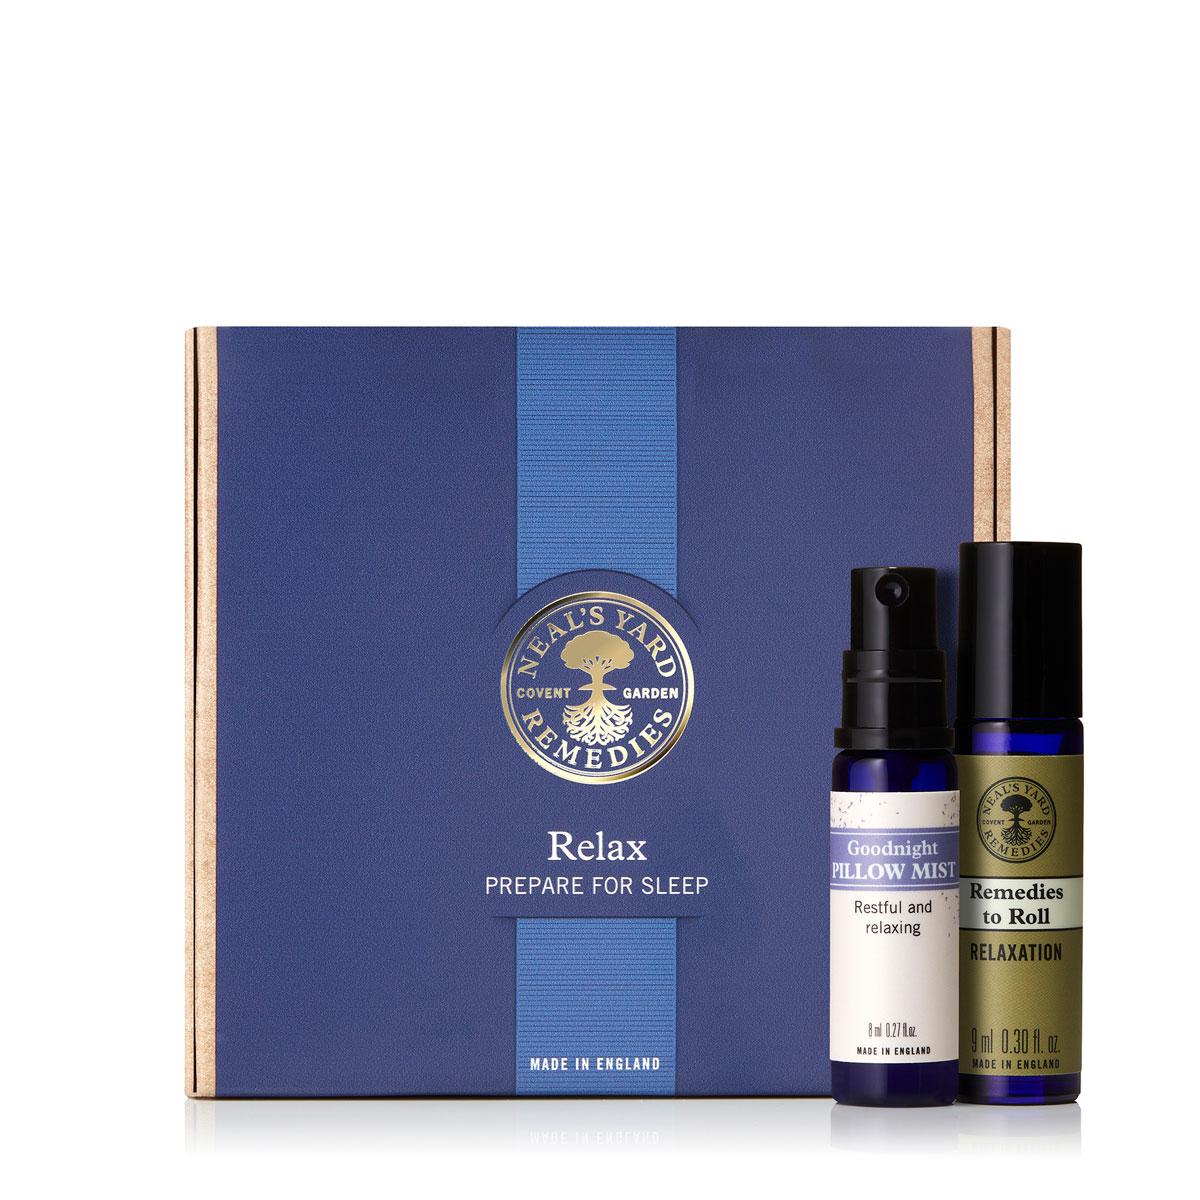 NEAL'S YARD
COVENT GARDEN
REMEDIES
Relax
PREPARE FOR SLEEP
MADE IN ENGLAND
Goodnight
PILLOW MIST
Restful and
relaxing
8 ml 0.27 fl. oz.
MADE IN ENGLAND
NEAL'S YARD
COVENT GARDEN
REMEDIES
Remedies
to Roll
RELAXATION
9 ml 0.30 fl. oz.
MADE IN ENGLAND